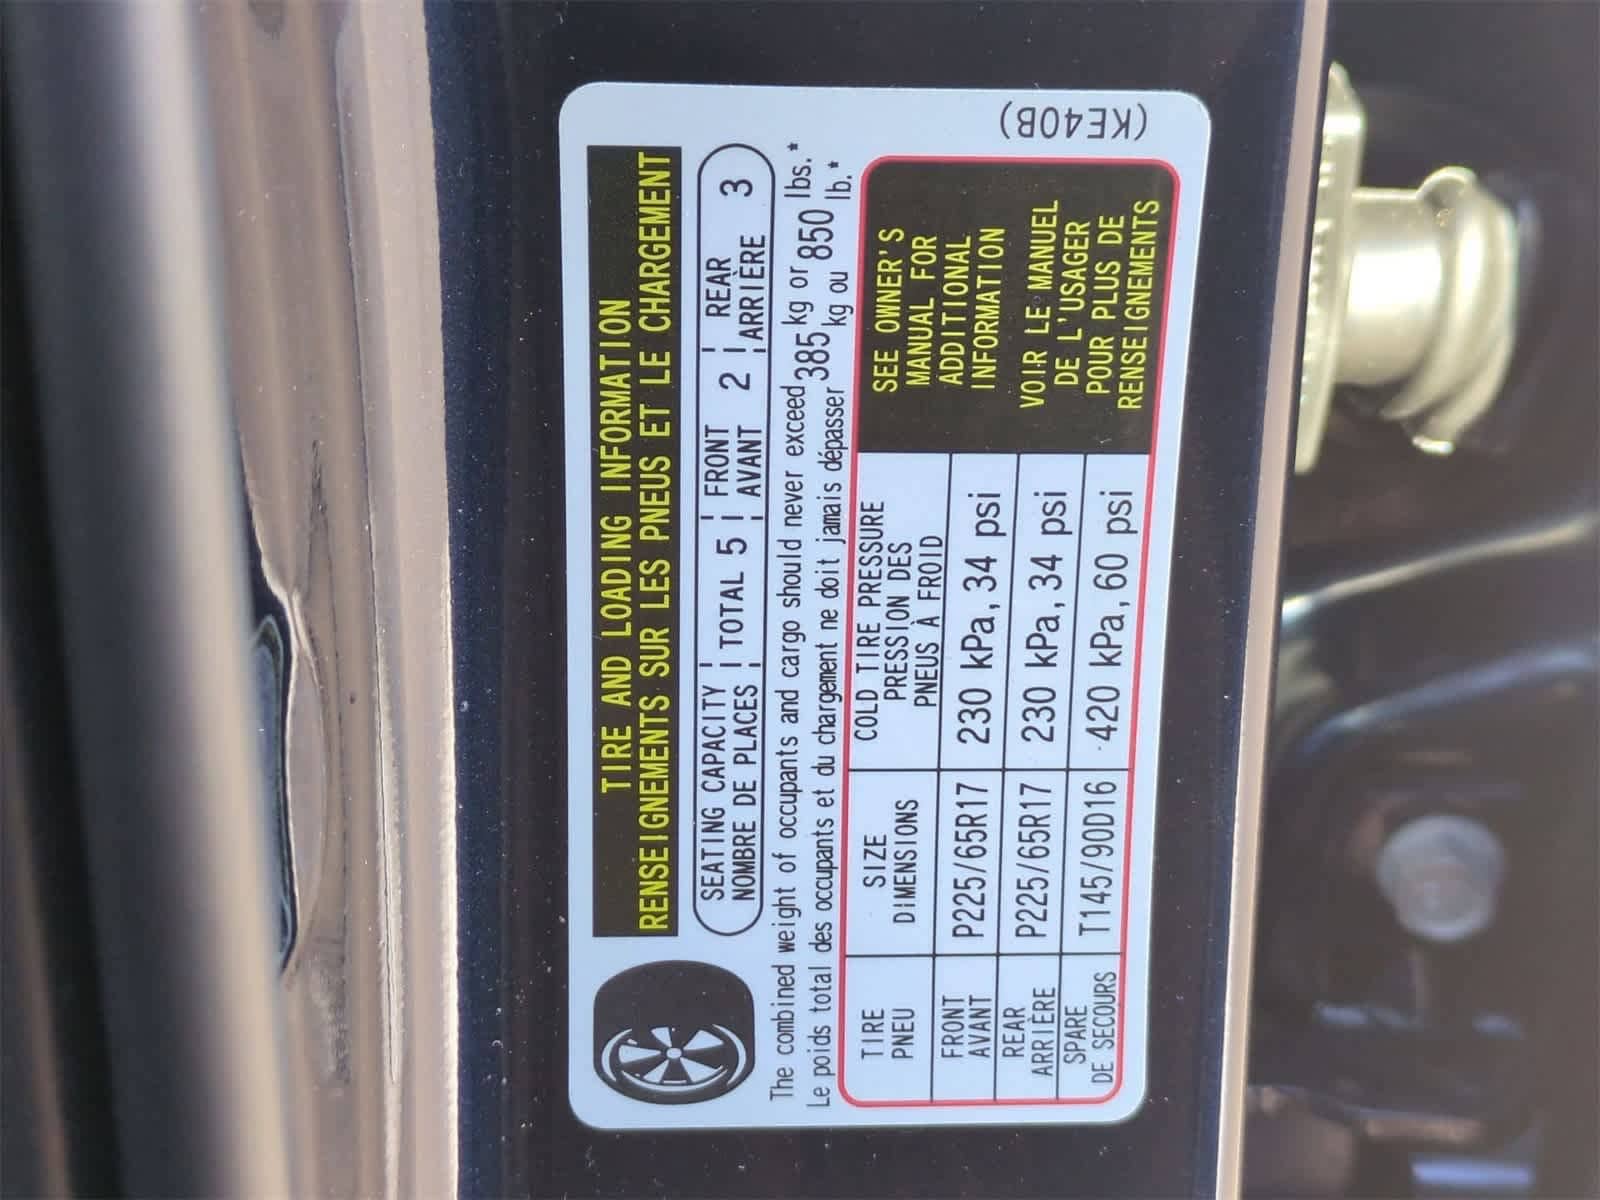 TIRE AND LOADING INFORMATION
RENSEIGNEMENTS SUR LES PNEUS ET LE CHARGEMENT
SEATING CAPACITY TOTAL 5 FRONT 2 REAR 3
NOMBRE DE PLACES AVANT ARRIÈRE
The combined weight of occupants and cargo should never exceed 385 kg or 850 lbs.*
Le poids total des occupants et du chargement ne doit jamais dépasser kg ou lb.*
TIRE SIZE COLD TIRE PRESSURE
PNEU DIMENSIONS PRESSION DES
PNEUS À FROID
FRONT P225/65R17 230 kPa, 34 psi
AVANT
REAR P225/65R17 230 kPa, 34 psi
ARRIÈRE
SPARE T145/90D16 420 kPa, 60 psi
DE SECOURS
SEE OWNER'S
MANUAL FOR
ADDITIONAL
INFORMATION
VOIR LE MANUEL
DE L'USAGER
POUR PLUS DE
RENSEIGNEMENTS
(KE40B)